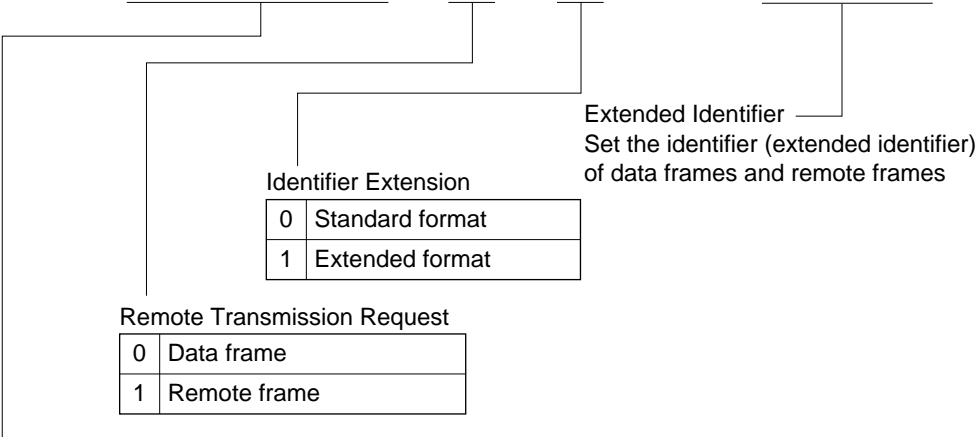 Extended Identifier
Set the identifier (extended identifier)
of data frames and remote frames
Identifier Extension
0 Standard format
1 Extended format
Remote Transmission Request
0 Data frame
1 Remote frame